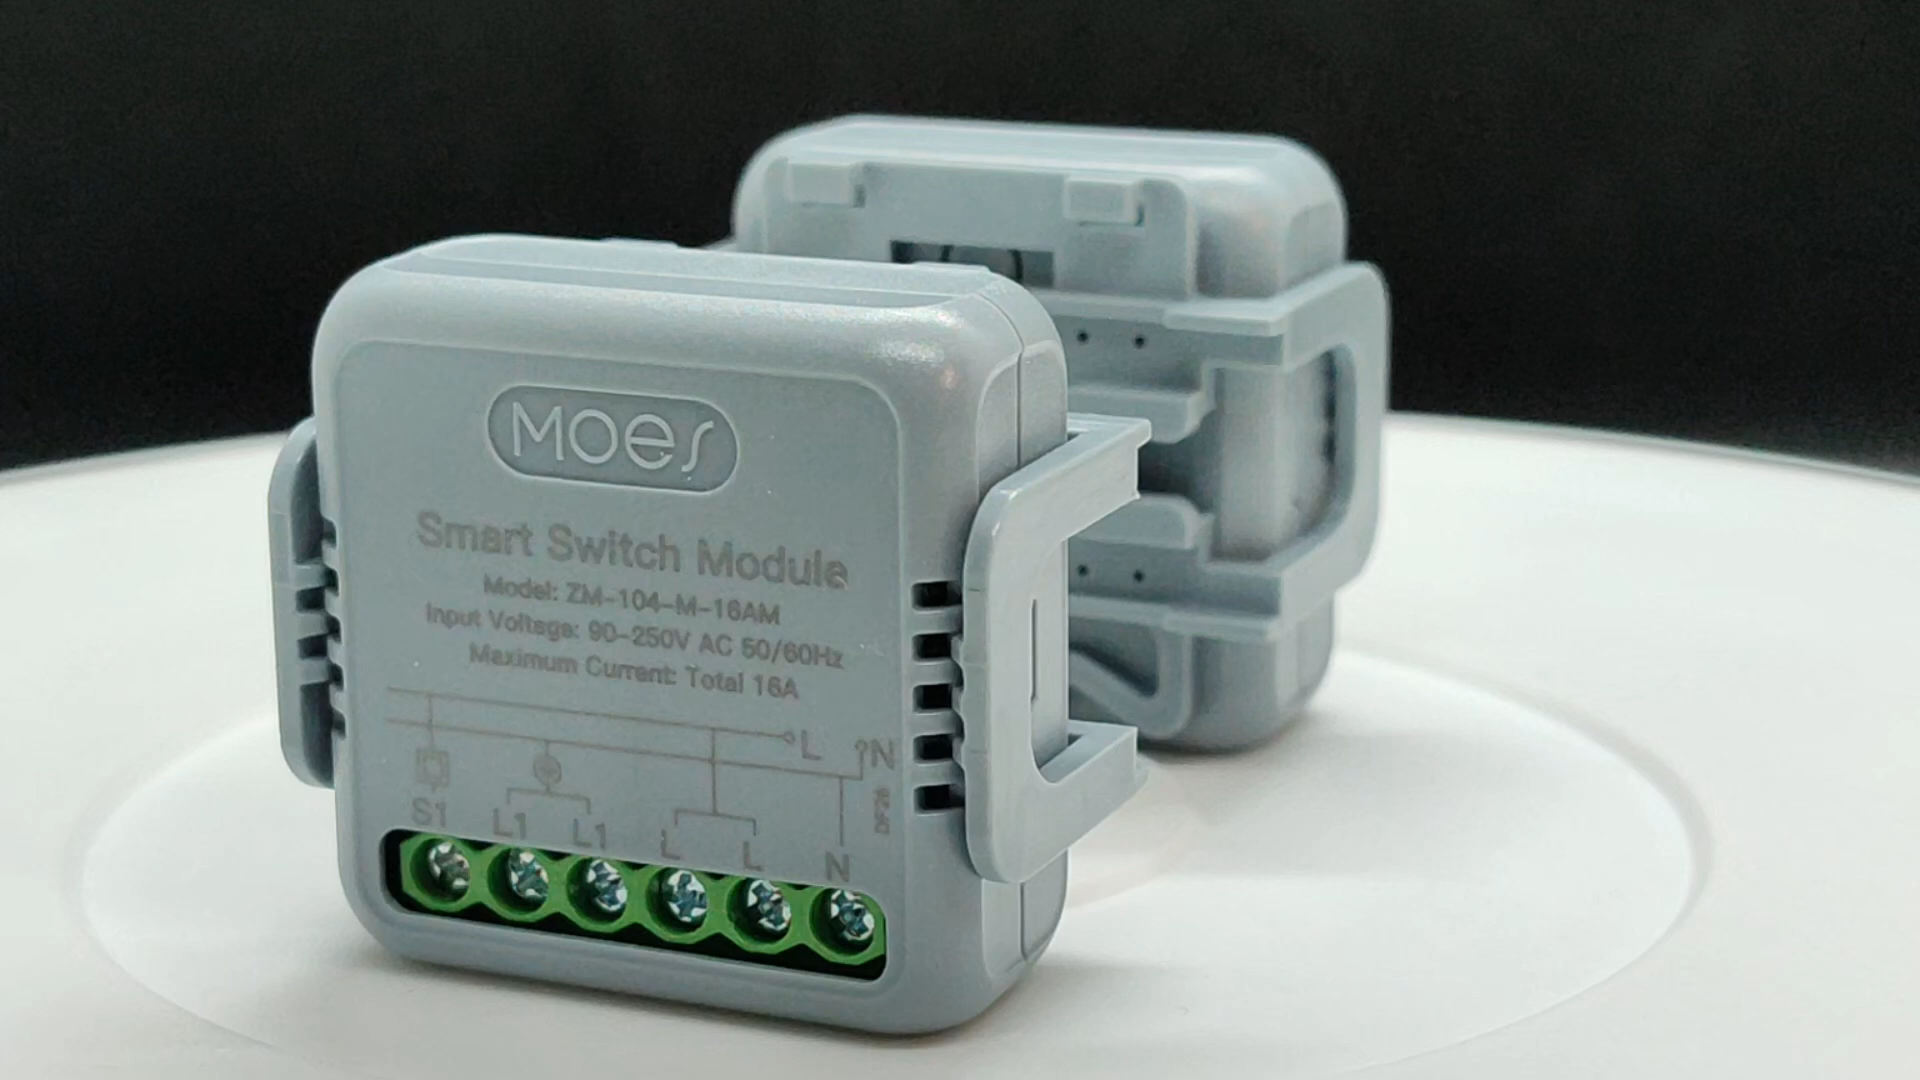 MOES
Smart Switch Module
Model: ZM-104-M-16AM
Input Voltage: 90-250V AC 50/60Hz
Maximum Current: Total 16A
L N
S1 L1 L1 L L N